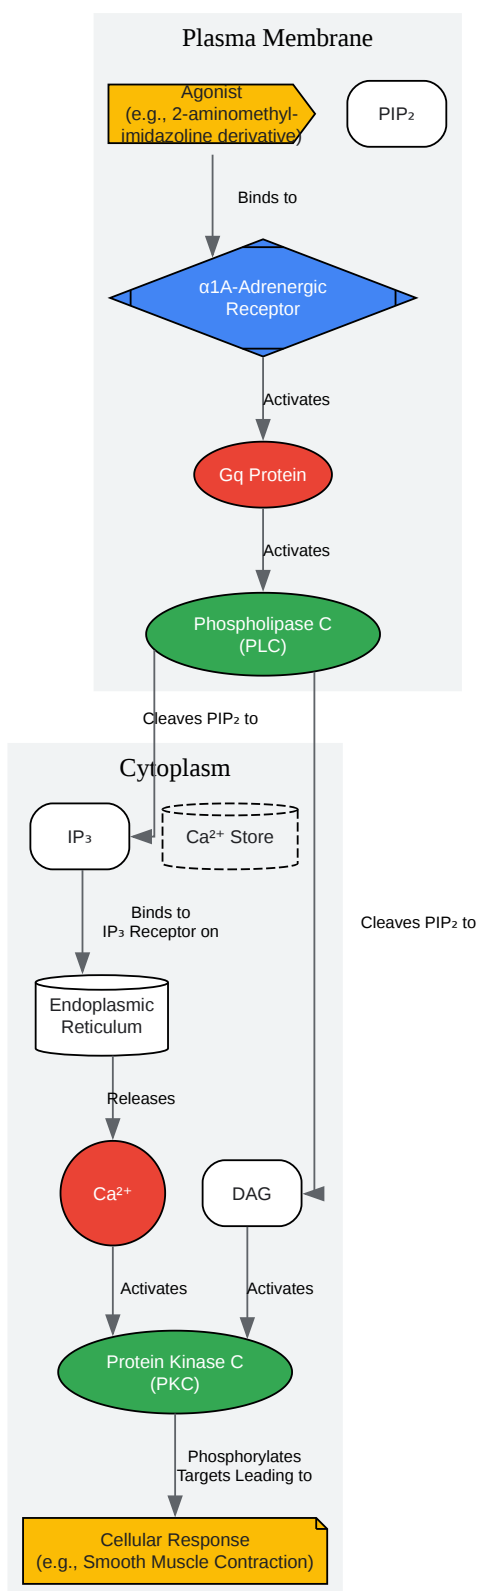 Plasma Membrane
Agonist
(e.g., 2-aminomethyl-
imidazoline derivative)
PIP₂
Binds to
α1A-Adrenergic
Receptor
Activates
Gq Protein
Activates
Phospholipase C
(PLC)
Cleaves PIP₂ to
Cytoplasm
IP₃
Ca²⁺ Store
Binds to
IP₃ Receptor on
Cleaves PIP₂ to
Endoplasmic
Reticulum
Releases
Ca²⁺
DAG
Activates
Activates
Protein Kinase C
(PKC)
Phosphorylates
Targets Leading to
Cellular Response
(e.g., Smooth Muscle Contraction)